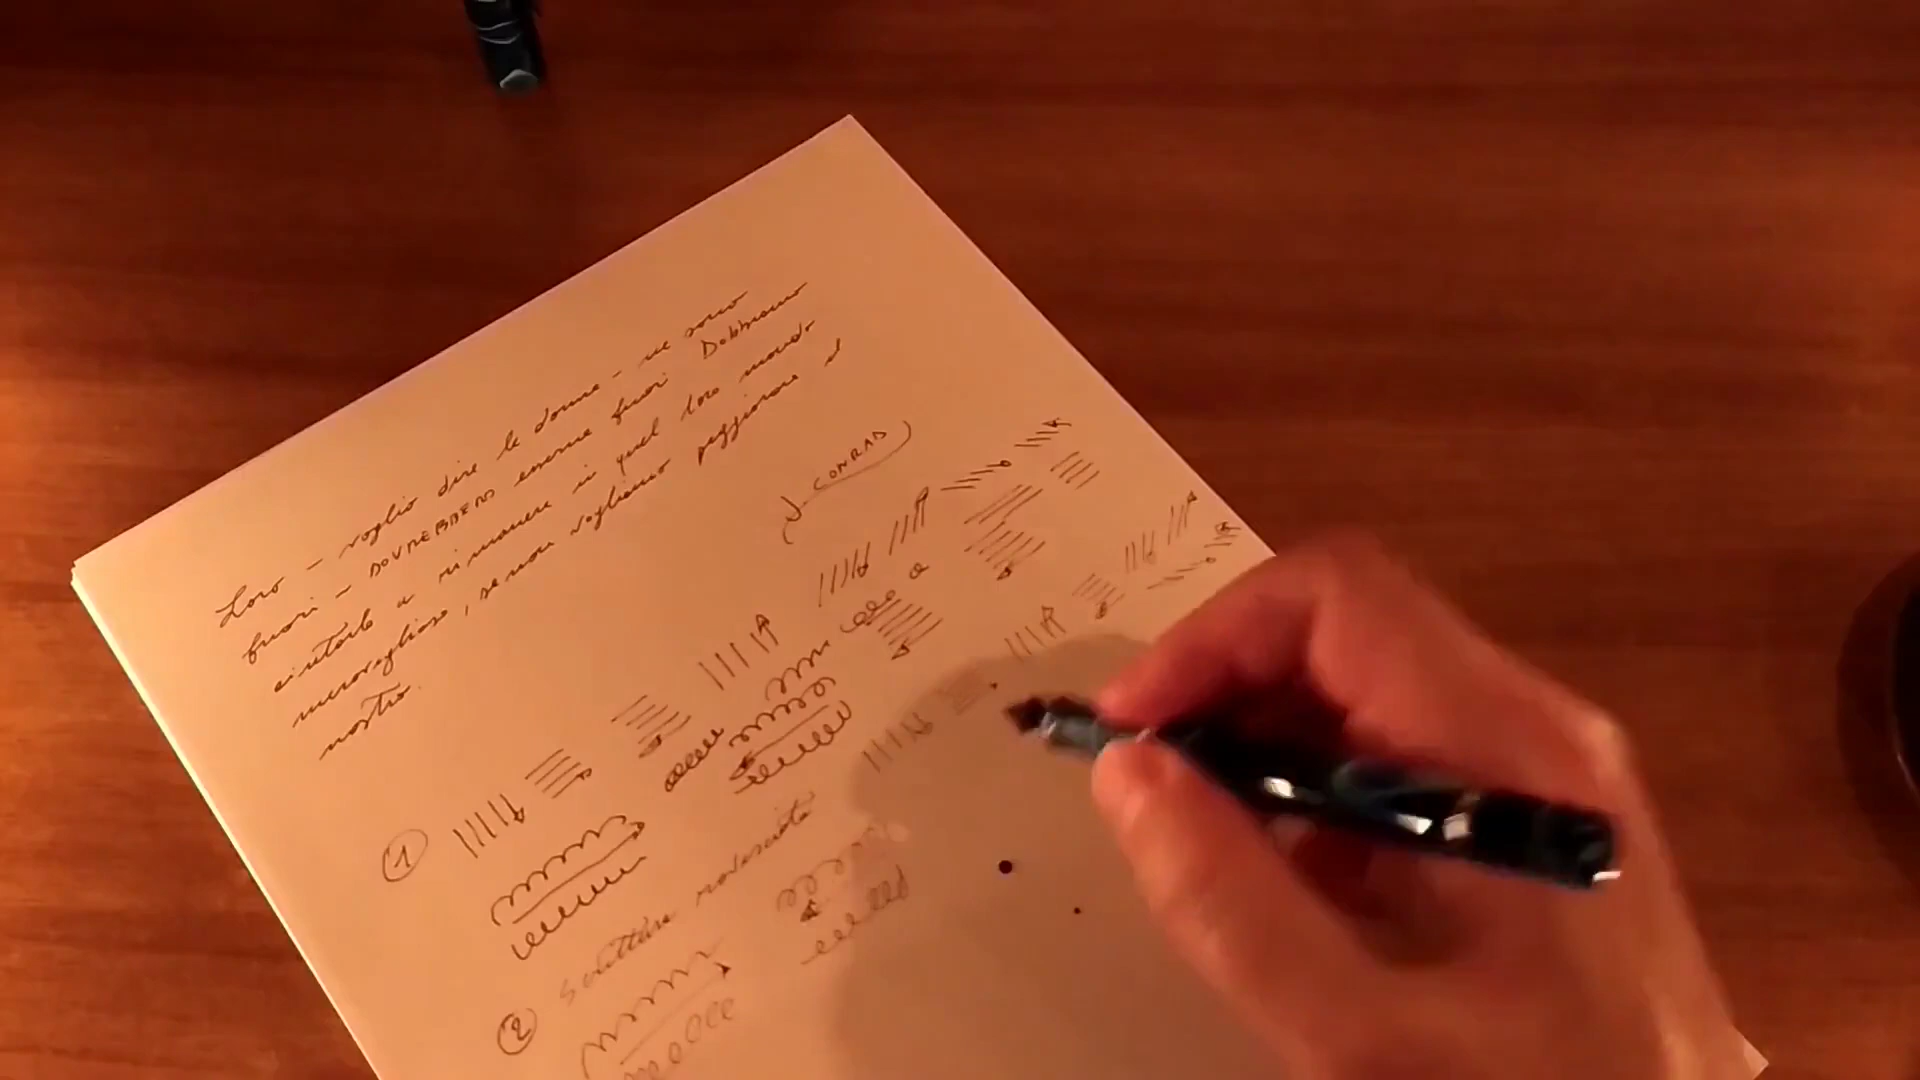 Loro - voglio dire le donne - ne sono
fuori - DOVREBBERO esserne fuori. Dobbiamo
aiutarle a rimanere in quel loro mondo
meraviglioso, se non vogliamo peggiorare il
nostro.
J. CONRAD
1
2 Scrittura rovesciata